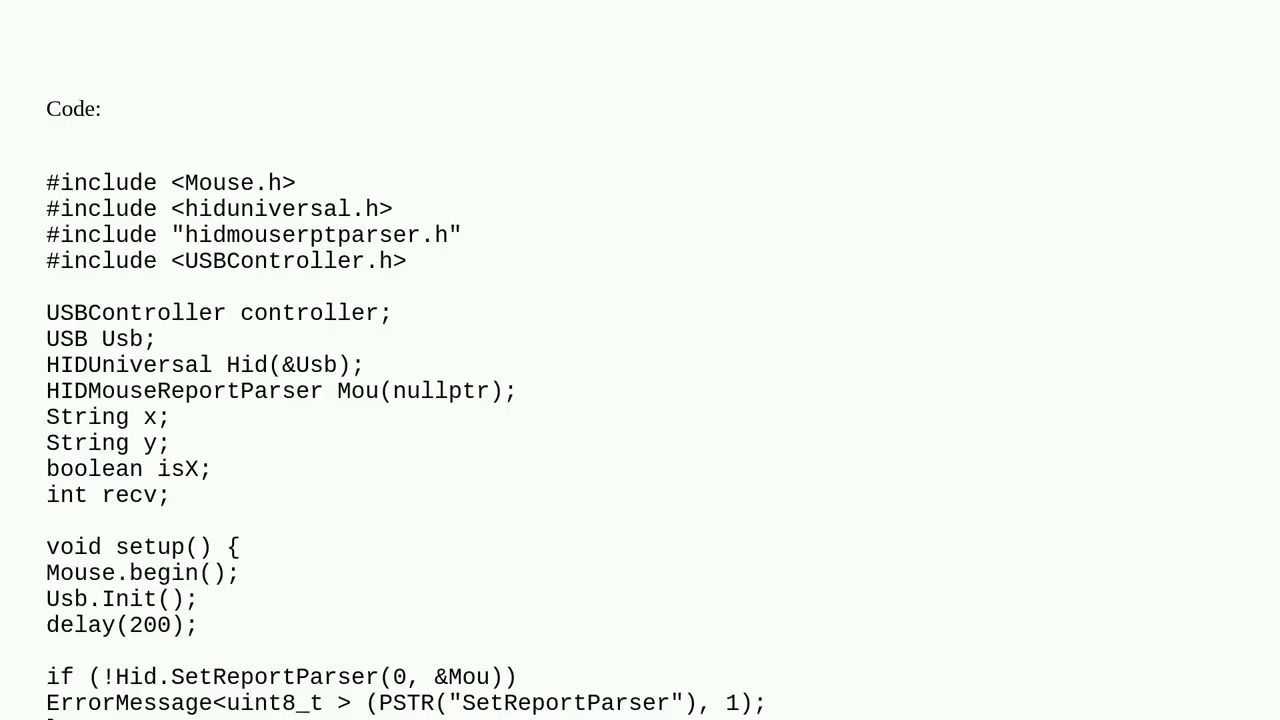 Code:
#include <Mouse.h>
#include <hiduniversal.h>
#include "hidmouserptparser.h"
#include <USBController.h>
USBController controller;
USB Usb;
HIDUniversal Hid(&Usb);
HIDMouseReportParser Mou(nullptr);
String x;
String y;
boolean isX;
int recv;
void setup() {
Mouse.begin();
Usb.Init();
delay(200);
if (!Hid.SetReportParser(0, &Mou))
ErrorMessage<uint8_t > (PSTR("SetReportParser"), 1);